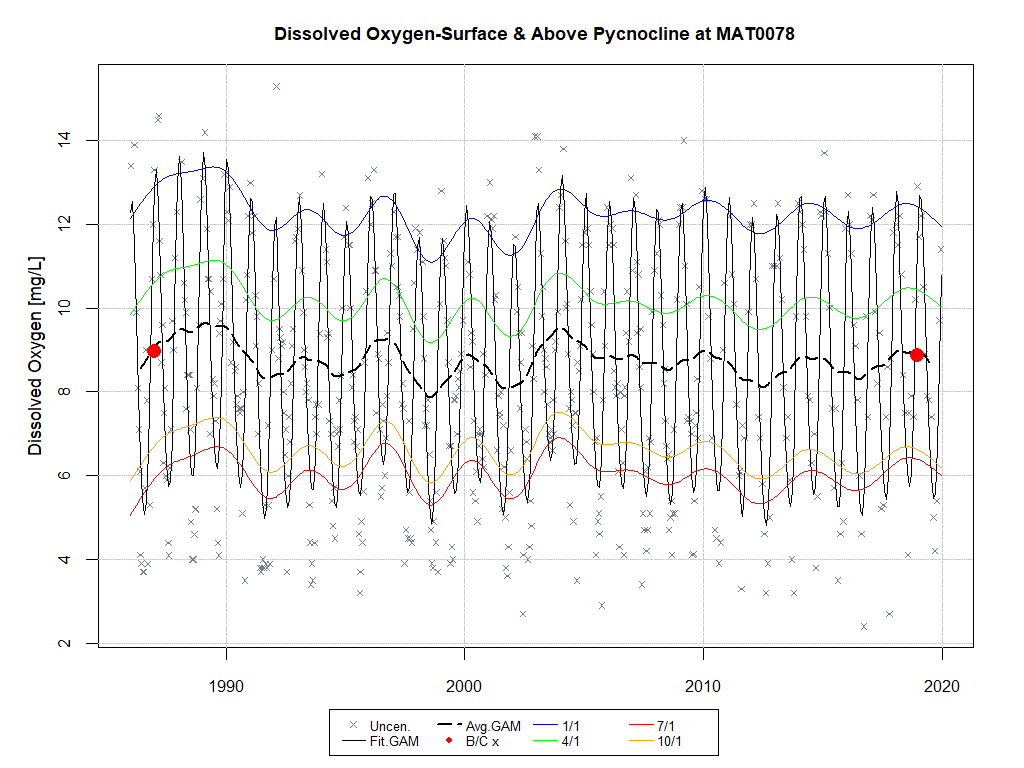 Dissolved Oxygen-Surface & Above Pycnocline at MAT0078
Dissolved Oxygen [mg/L]
14
12
10
8
6
4
2
1990 2000 2010 2020
Uncen. Avg.GAM 1/1 7/1
Fit.GAM B/C x 4/1 10/1